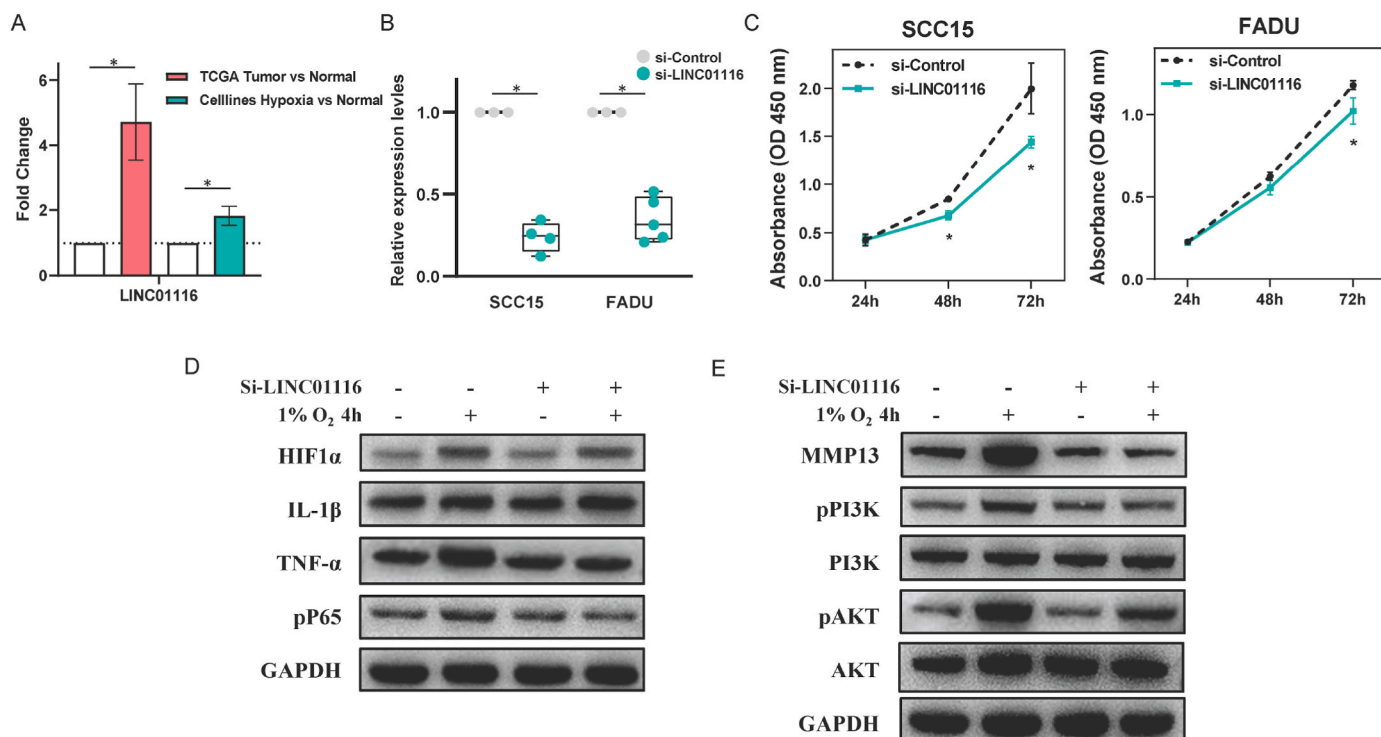 A
Fold Change
6
4
2
0
*
*
TCGA Tumor vs Normal
Celllines Hypoxia vs Normal
LINC01116
B
Relative expression levles
1.0
0.5
0.0
si-Control
si-LINC01116
*
*
SCC15
FADU
C
SCC15
Absorbance (OD 450 nm)
2.0
1.5
1.0
0.5
0.0
si-Control
si-LINC01116
*
*
24h
48h
72h
FADU
Absorbance (OD 450 nm)
1.0
0.5
0.0
si-Control
si-LINC01116
*
24h
48h
72h
D
Si-LINC01116 - - + +
1% O₂ 4h - + - +
HIF1α
IL-1β
TNF-α
pP65
GAPDH
E
Si-LINC01116 - - + +
1% O₂ 4h - + - +
MMP13
pPI3K
PI3K
pAKT
AKT
GAPDH